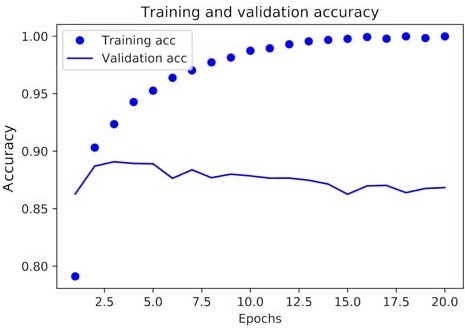 Training and validation accuracy
Training acc
Validation acc
Accuracy
1.00
0.95
0.90
0.85
0.80
2.5 5.0 7.5 10.0 12.5 15.0 17.5 20.0
Epochs